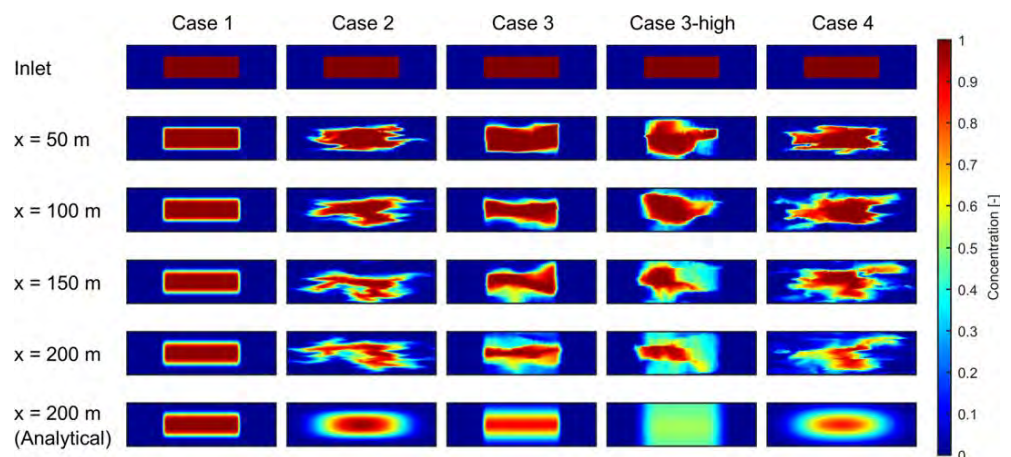 Case 1 Case 2 Case 3 Case 3-high Case 4
Inlet
x = 50 m
x = 100 m
x = 150 m
x = 200 m
x = 200 m
(Analytical)
1
0.9
0.8
0.7
0.6
0.5
0.4
0.3
0.2
0.1
0
Concentration [-]